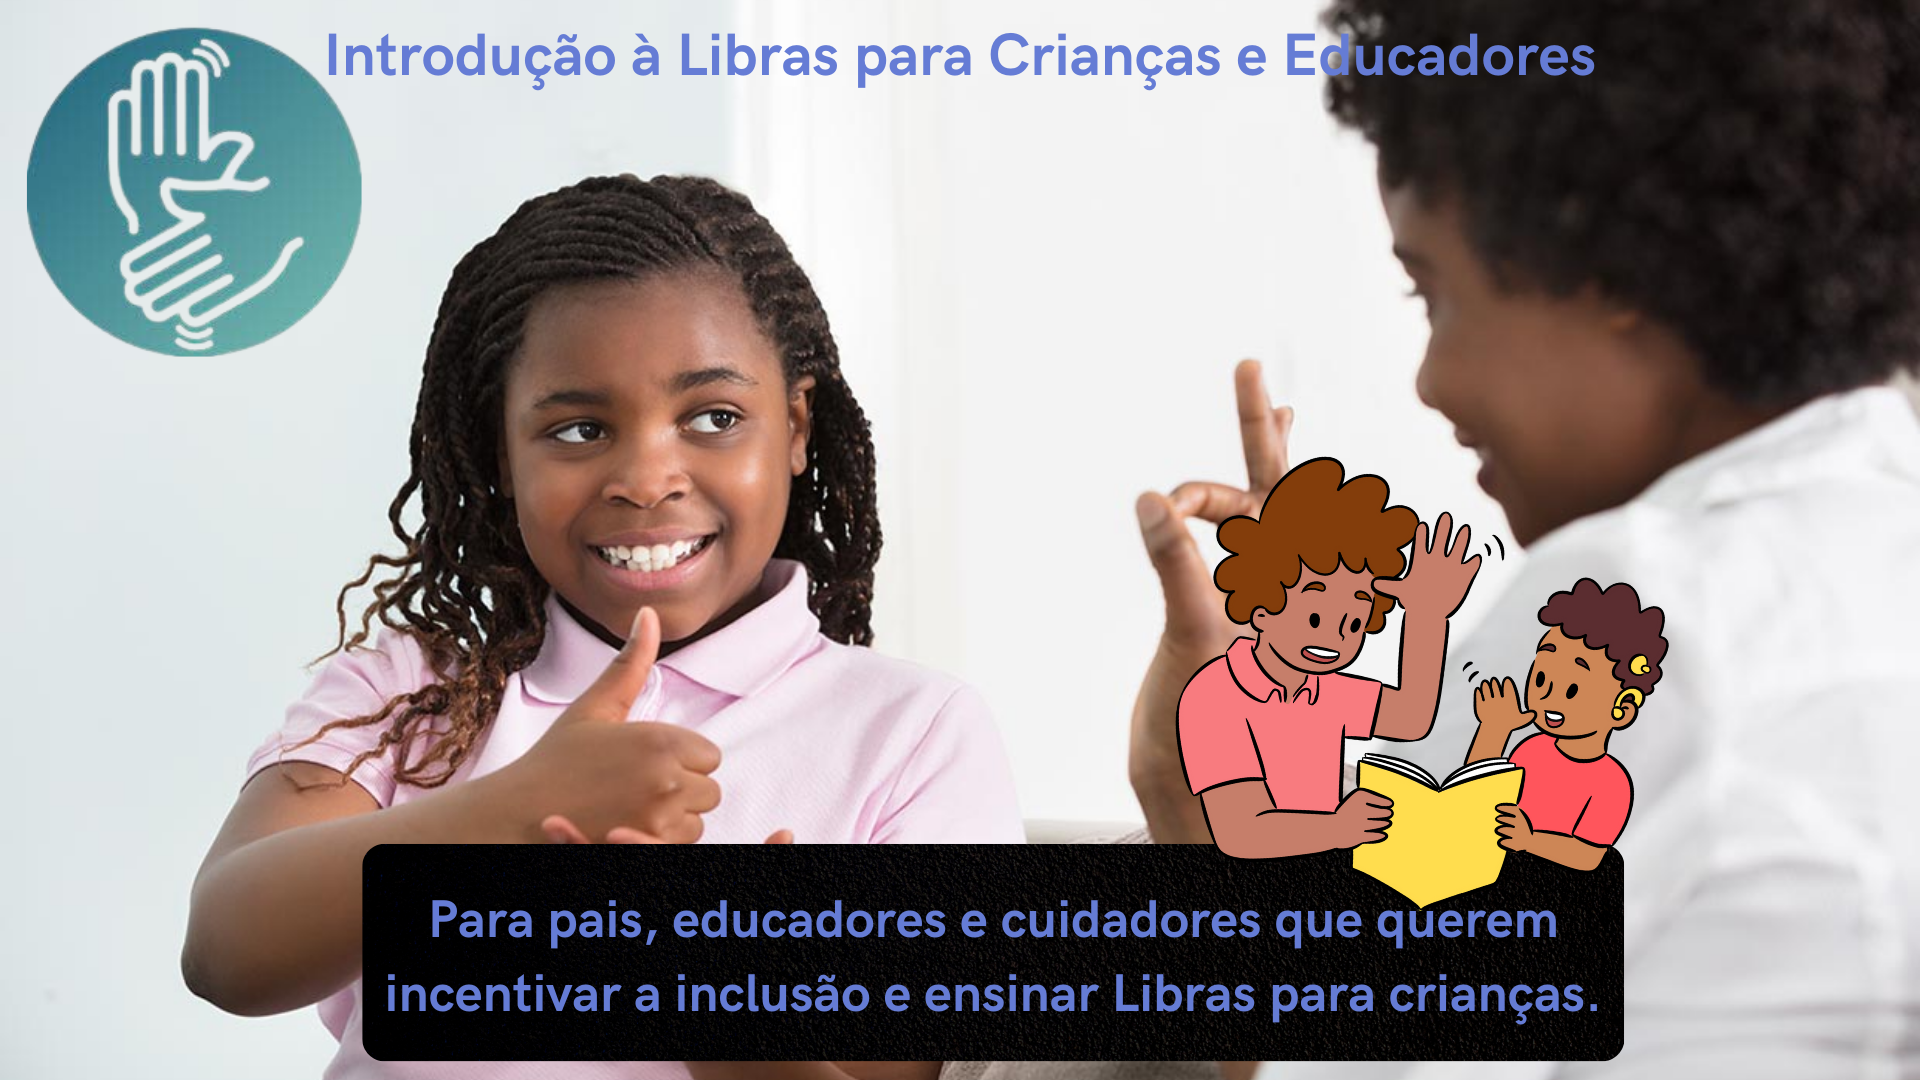 Introdução à Libras para Crianças e Educadores
Para pais, educadores e cuidadores que querem
incentivar a inclusão e ensinar Libras para crianças.